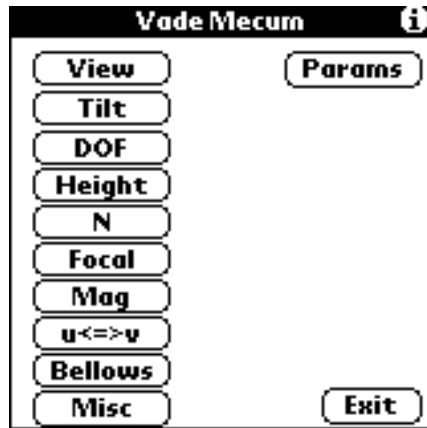 Vade Mecum i
View Params
Tilt
DOF
Height
N
Focal
Mag
u<=>v
Bellows
Misc Exit